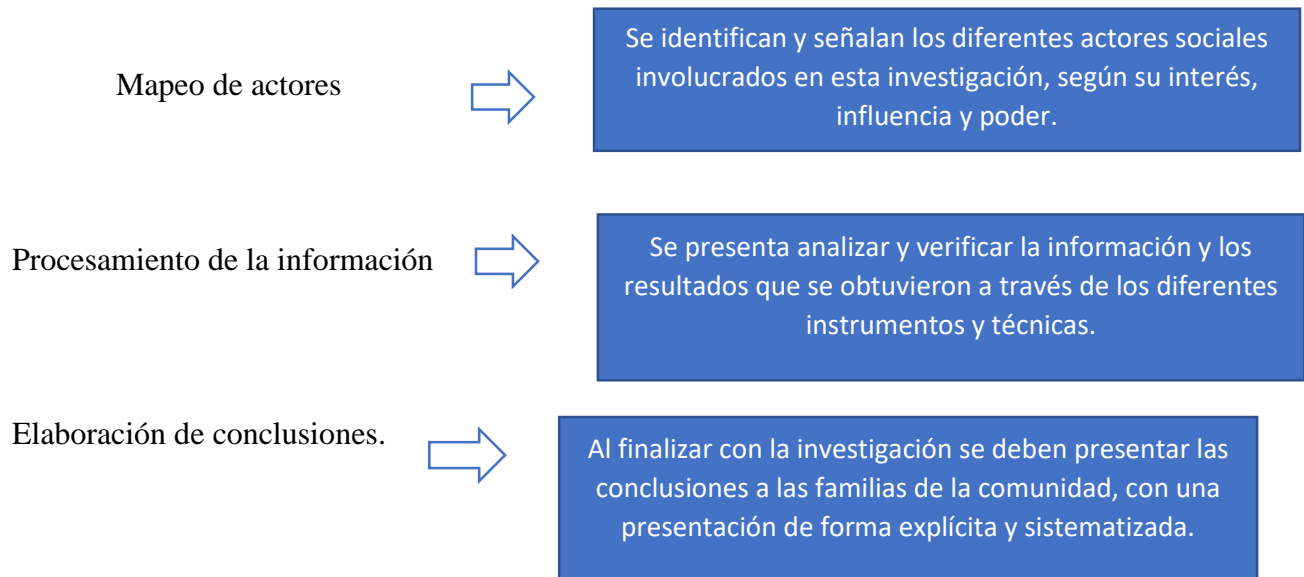 Mapeo de actores
Se identifican y señalan los diferentes actores sociales
involucrados en esta investigación, según su interés,
influencia y poder.
Procesamiento de la información
Se presenta analizar y verificar la información y los
resultados que se obtuvieron a través de los diferentes
instrumentos y técnicas.
Elaboración de conclusiones.
Al finalizar con la investigación se deben presentar las
conclusiones a las familias de la comunidad, con una
presentación de forma explícita y sistematizada.